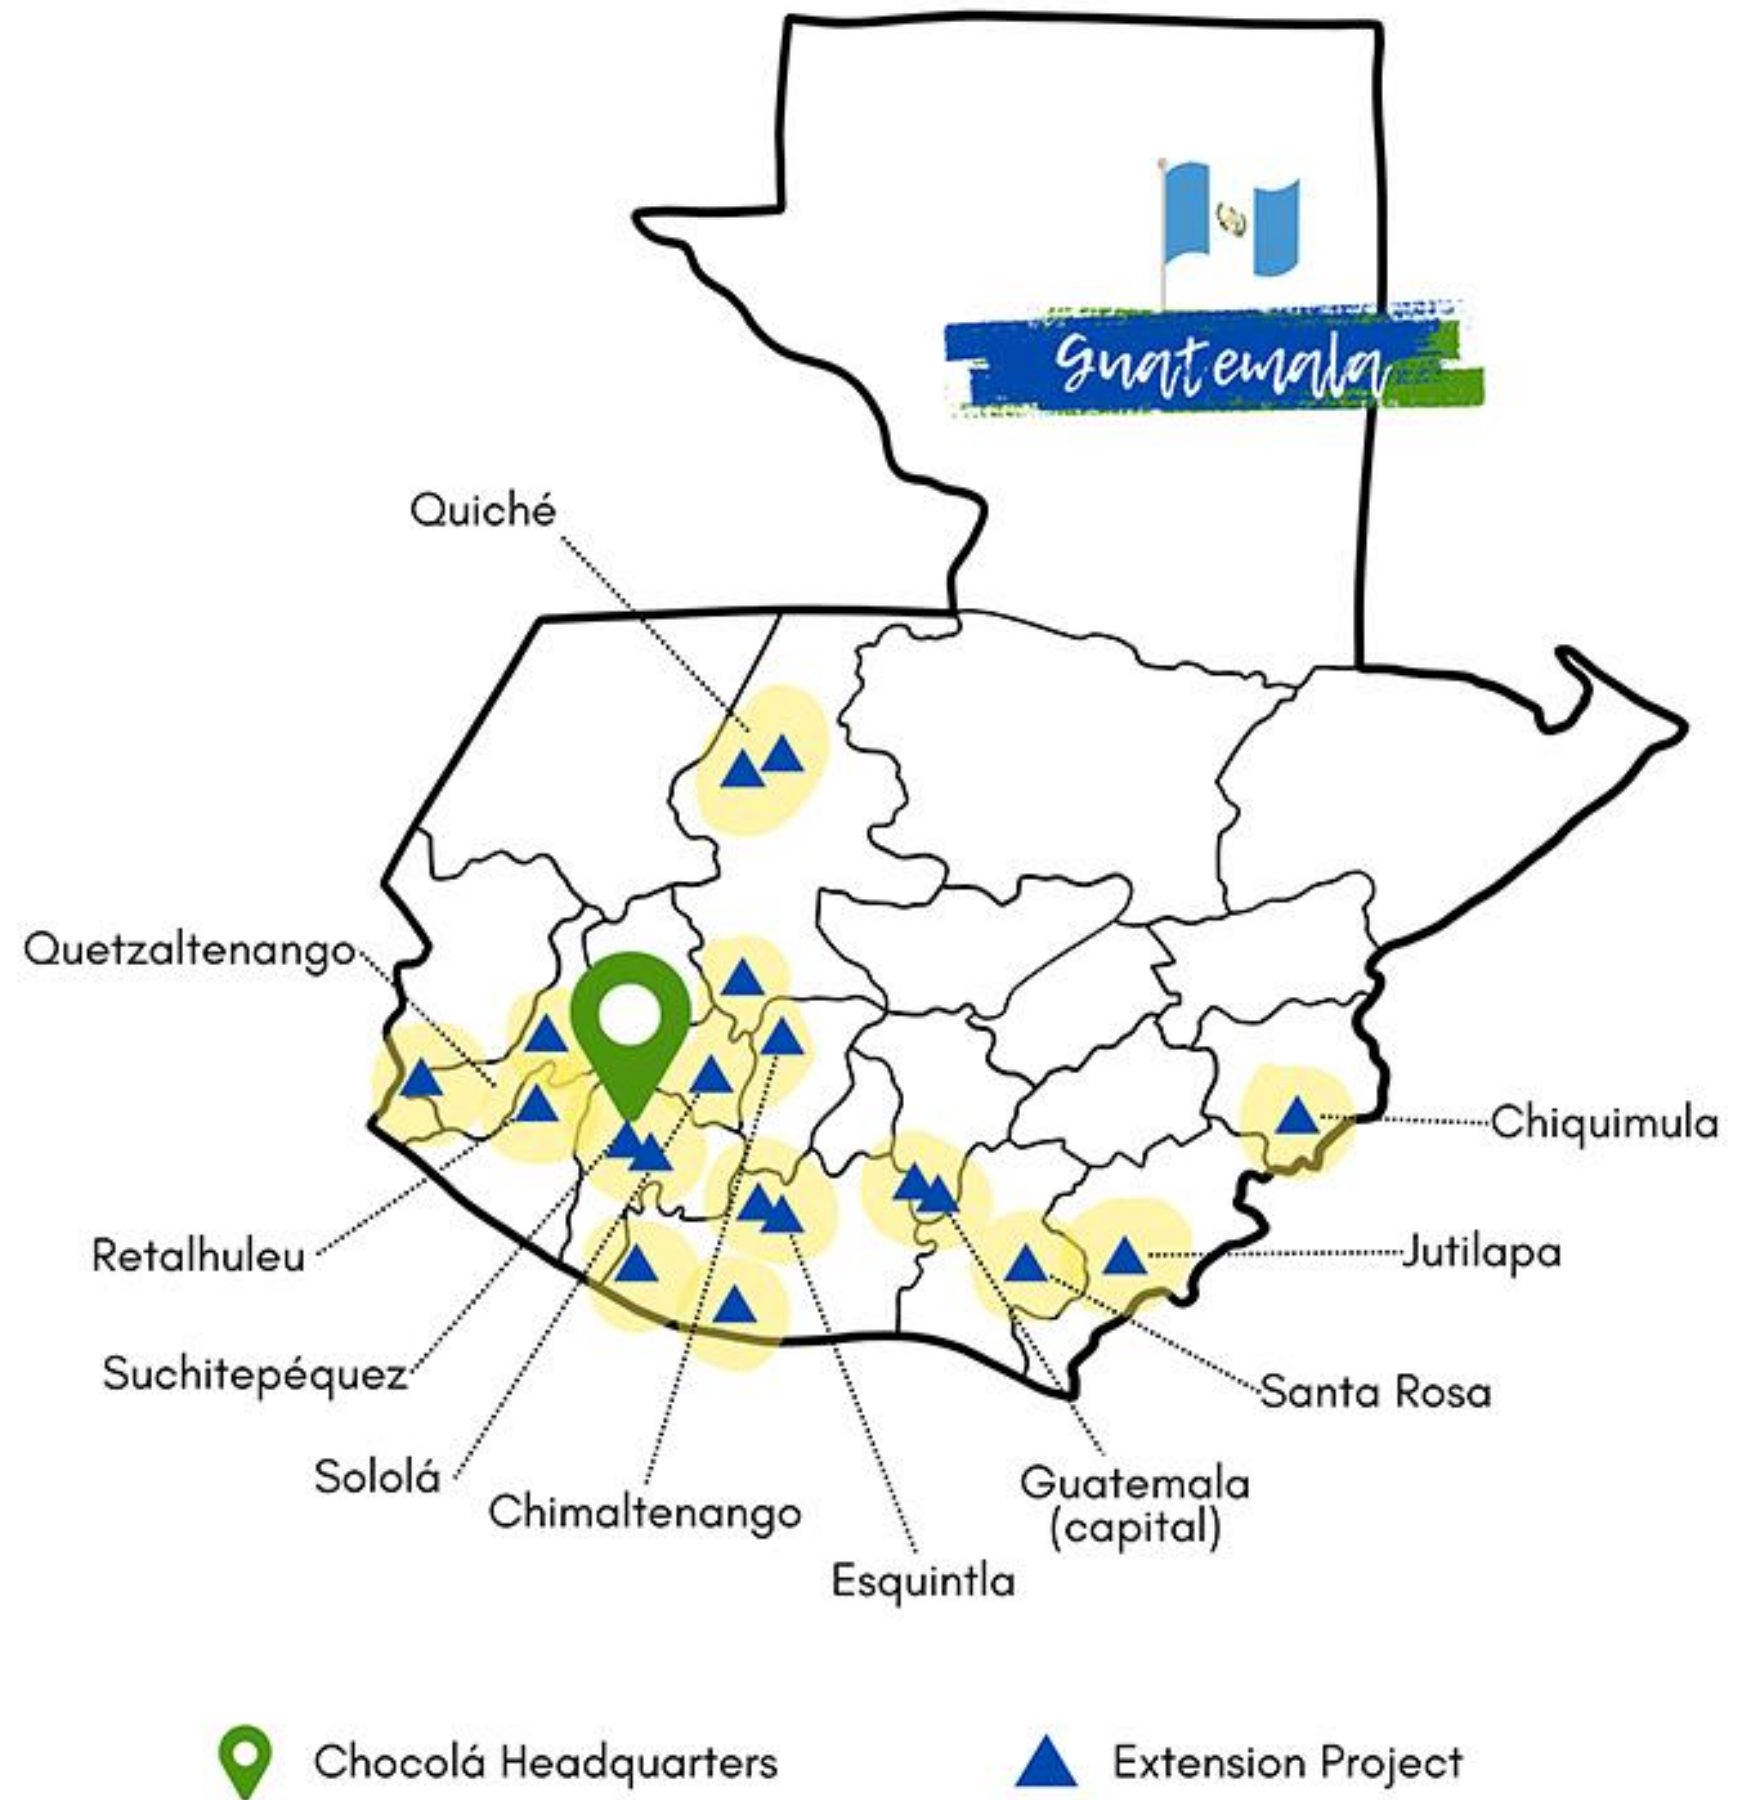 Guatemala
Quiché
Quetzaltenango
Chiquimula
Retalhuleu
Jutilapa
Suchitepéquez
Santa Rosa
Sololá
Chimaltenango
Guatemala
(capital)
Esquintla
Chocolá Headquarters
Extension Project